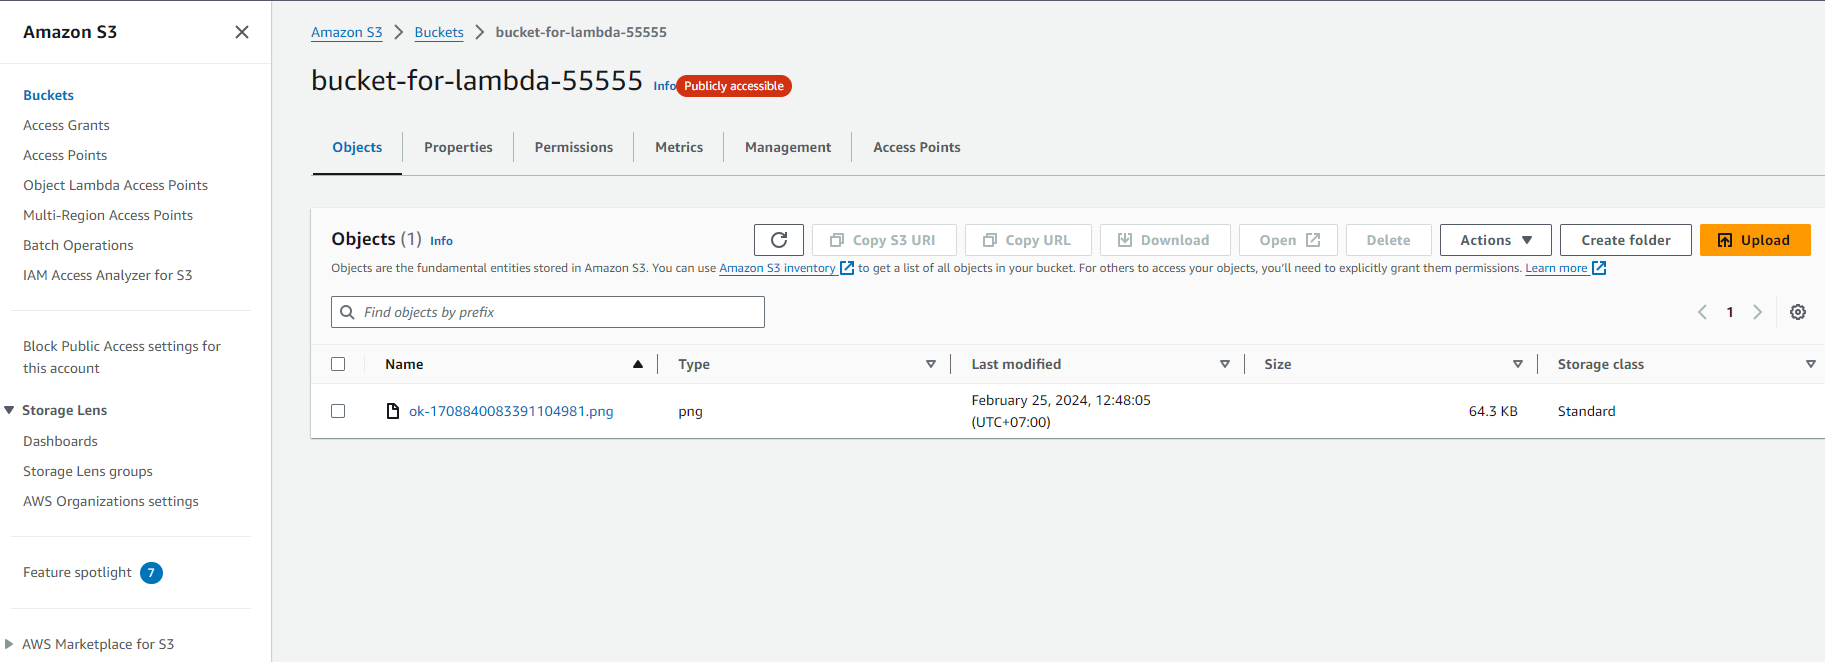 Amazon S3
Buckets
Access Grants
Access Points
Object Lambda Access Points
Multi-Region Access Points
Batch Operations
IAM Access Analyzer for S3
Block Public Access settings for
this account
Storage Lens
Dashboards
Storage Lens groups
AWS Organizations settings
Feature spotlight 7
AWS Marketplace for S3
Amazon S3 Buckets bucket-for-lambda-55555
bucket-for-lambda-55555 Info Publicly accessible
Objects Properties Permissions Metrics Management Access Points
Objects (1) Info Copy S3 URI Copy URL Download Open Delete Actions Create folder Upload
Objects are the fundamental entities stored in Amazon S3. You can use Amazon S3 inventory to get a list of all objects in your bucket. For others to access your objects, you'll need to explicitly grant them permissions. Learn more
Find objects by prefix 1
Name Type Last modified Size Storage class
ok-1708840083391104981.png png February 25, 2024, 12:48:05 64.3 KB Standard
(UTC+07:00)